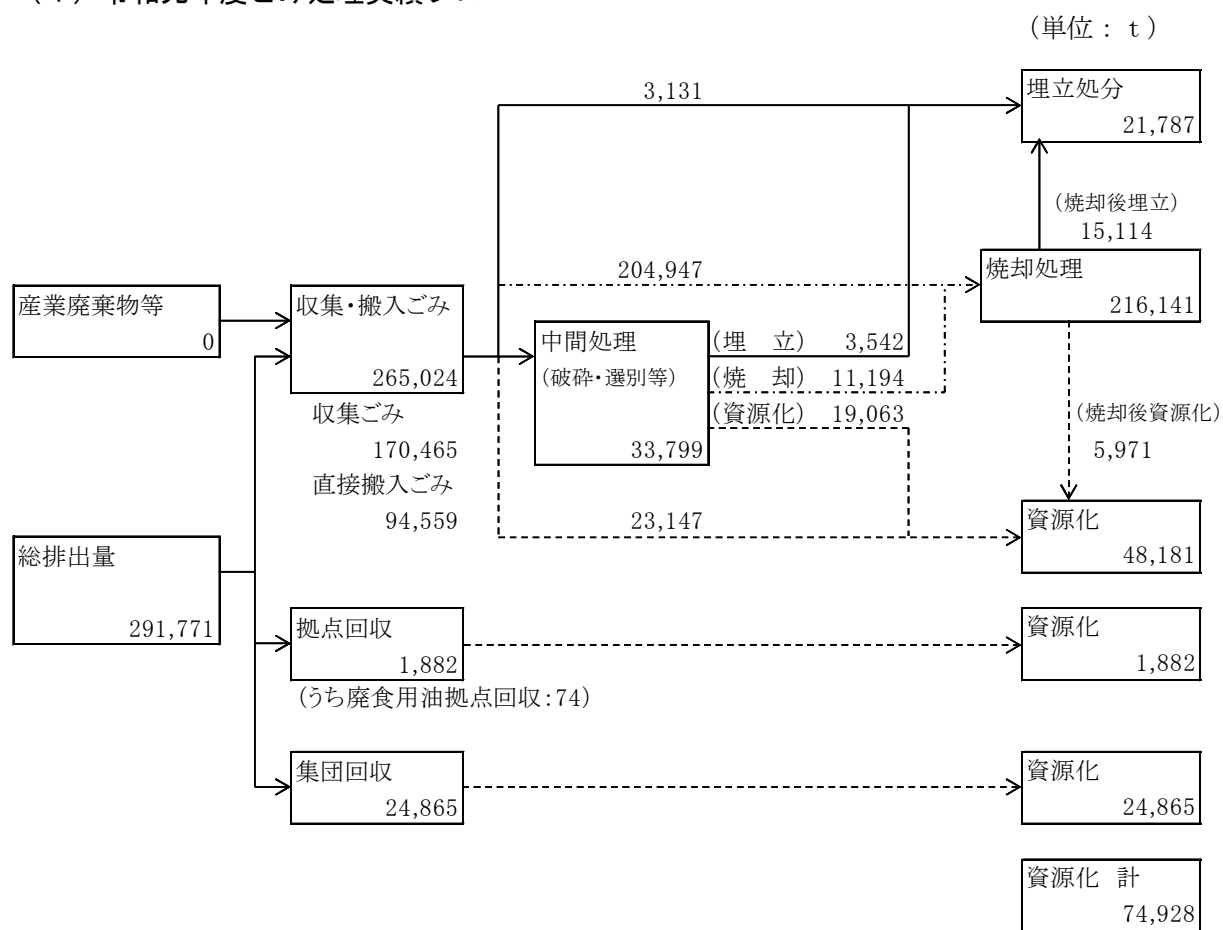 （単位：ｔ）
3,131
埋立処分
21,787
（焼却後埋立）
15,114
204,947
焼却処理
216,141
産業廃棄物等
0
収集・搬入ごみ
265,024
中間処理
（破砕・選別等）
33,799
（埋　立） 3,542
（焼　却） 11,194
（資源化） 19,063
収集ごみ
170,465
直接搬入ごみ
94,559
（焼却後資源化）
5,971
23,147
資源化
48,181
総排出量
291,771
拠点回収
1,882
（うち廃食用油拠点回収：74）
資源化
1,882
集団回収
24,865
資源化
24,865
資源化 計
74,928